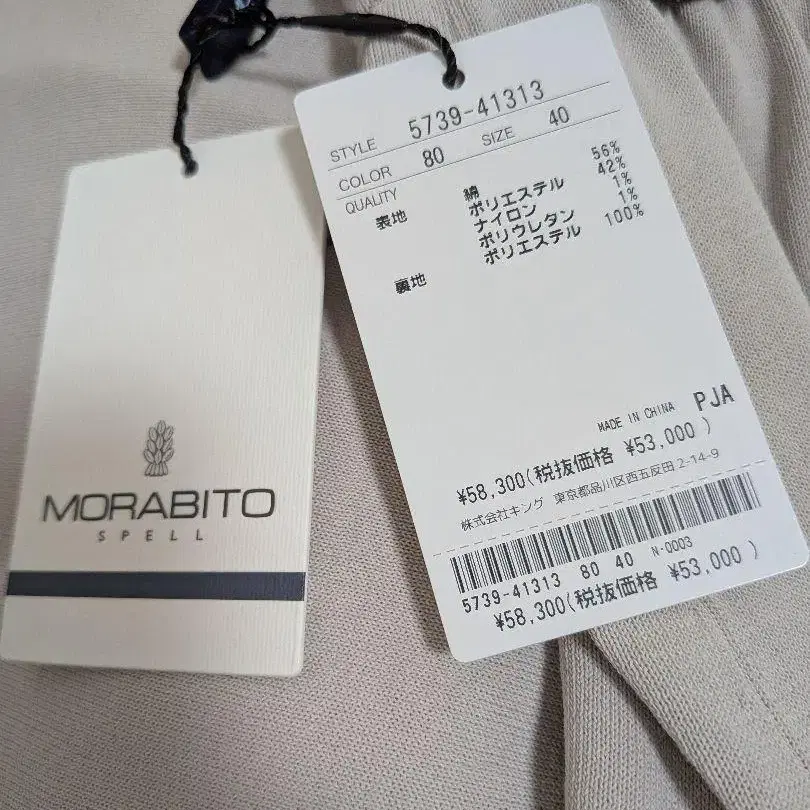 MORABITO
SPELL
STYLE 5739-41313
COLOR 80 SIZE 40
QUALITY
表地 綿 56%
ポリエステル 42%
ナイロン 1%
ポリウレタン 1%
裏地 ポリエステル 100%
MADE IN CHINA PJA
¥58,300(税抜価格 ¥53,000 )
株式会社キング 東京都品川区西五反田 2-14-9
N-0003
5739-41313 80 40
¥58,300(税抜価格 ¥53,000 )